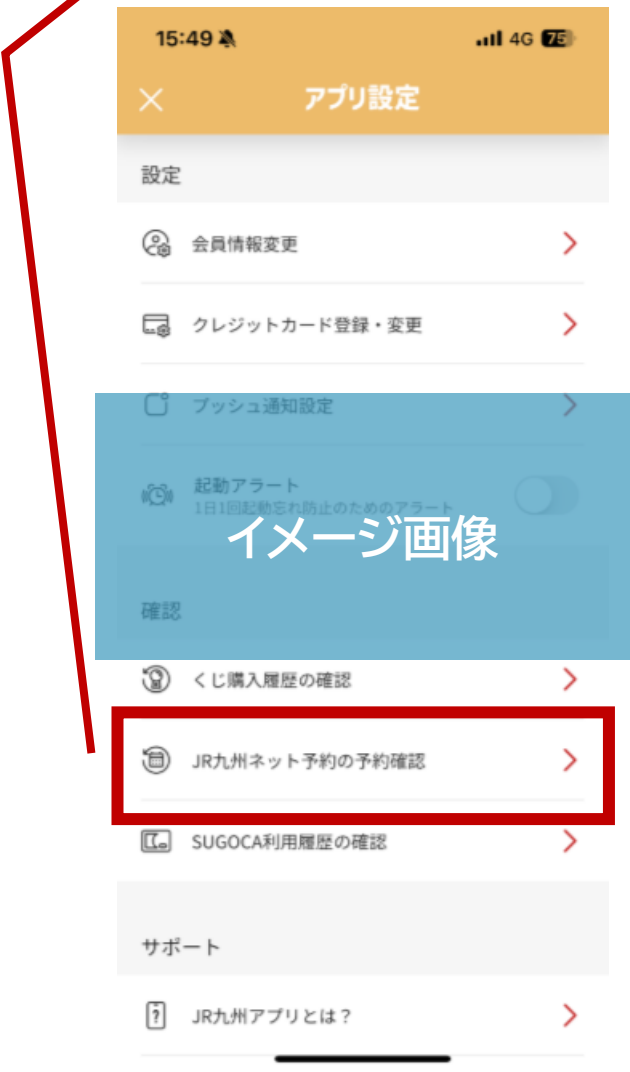 15:49
4G 75
アプリ設定
設定
会員情報変更
クレジットカード登録・変更
プッシュ通知設定
起動アラート
1日1回起動忘れ防止のためのアラート
イメージ画像
確認
くじ購入履歴の確認
JR九州ネット予約の予約確認
SUGOCA利用履歴の確認
サポート
JR九州アプリとは?